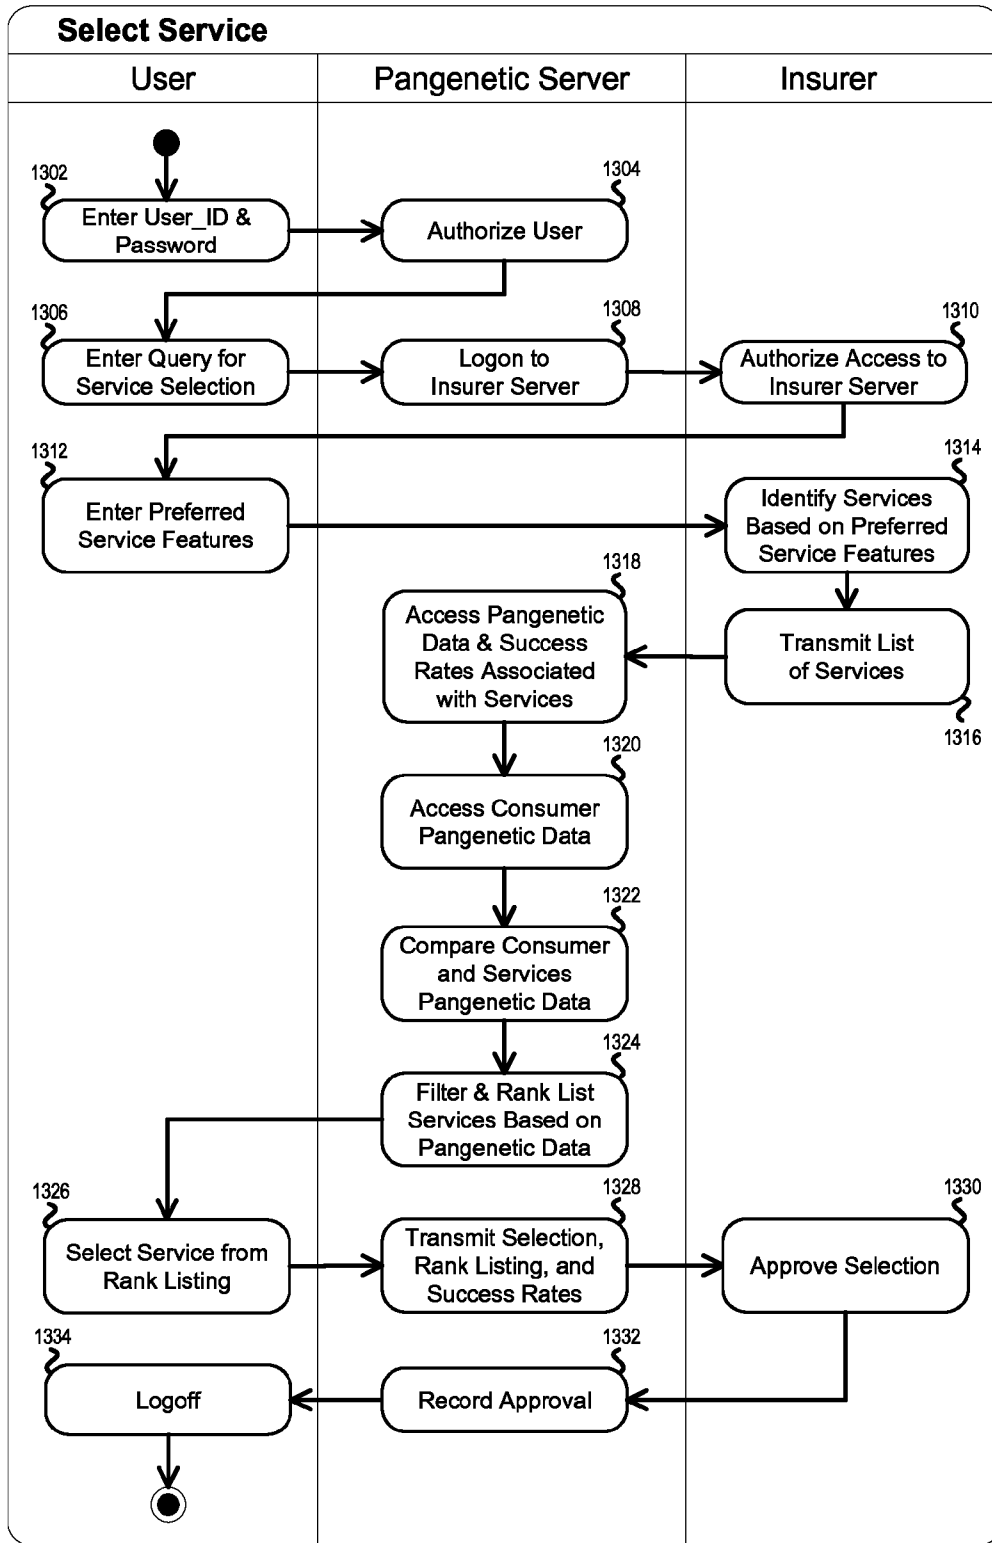 Select Service
User
Pangenetic Server
Insurer
1302
Enter User_ID &
Password
1304
Authorize User
1306
Enter Query for
Service Selection
1308
Logon to
Insurer Server
1310
Authorize Access to
Insurer Server
1312
Enter Preferred
Service Features
1314
Identify Services
Based on Preferred
Service Features
Transmit List
of Services
1316
1318
Access Pangenetic
Data & Success
Rates Associated
with Services
1320
Access Consumer
Pangenetic Data
1322
Compare Consumer
and Services
Pangenetic Data
1324
Filter & Rank List
Services Based on
Pangenetic Data
1326
Select Service from
Rank Listing
1328
Transmit Selection,
Rank Listing, and
Success Rates
1330
Approve Selection
1332
Record Approval
1334
Logoff